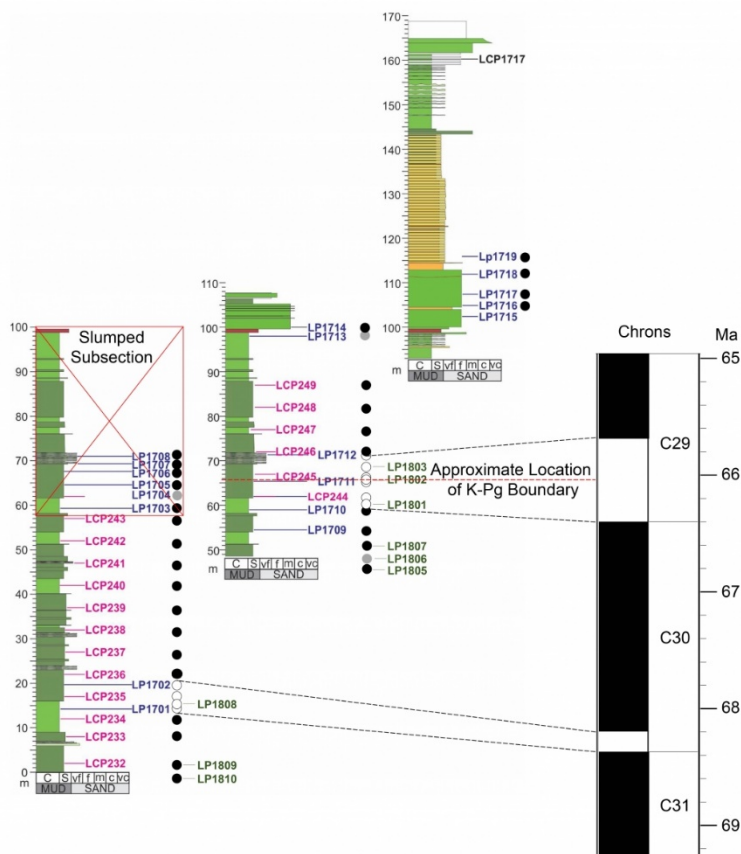 170
160
150
140
130
120
110
100
m
C S vf f m c vc
MUD SAND
LCP1717
Lp1719
LP1718
LP1717
LP1716
LP1715
110
100
90
80
70
60
50
m
C S vf f m c vc
MUD SAND
LP1714
LP1713
LCP249
LCP248
LCP247
LCP246
LP1712
LP1803
LCP245
LP1802
LP1711
LCP244
LP1801
LP1710
LP1709
LP1807
LP1806
LP1805
100
90
80
70
60
50
40
30
20
10
0
m
C S vf f m c vc
MUD SAND
Slumped
Subsection
LP1708
LP1707
LP1706
LP1705
LP1704
LP1703
LCP243
LCP242
LCP241
LCP240
LCP239
LCP238
LCP237
LCP236
LP1702
LCP235
LP1808
LP1701
LCP234
LCP233
LCP232
LP1809
LP1810
Approximate Location
of K-Pg Boundary
Chrons
Ma
C29
C30
C31
65
66
67
68
69